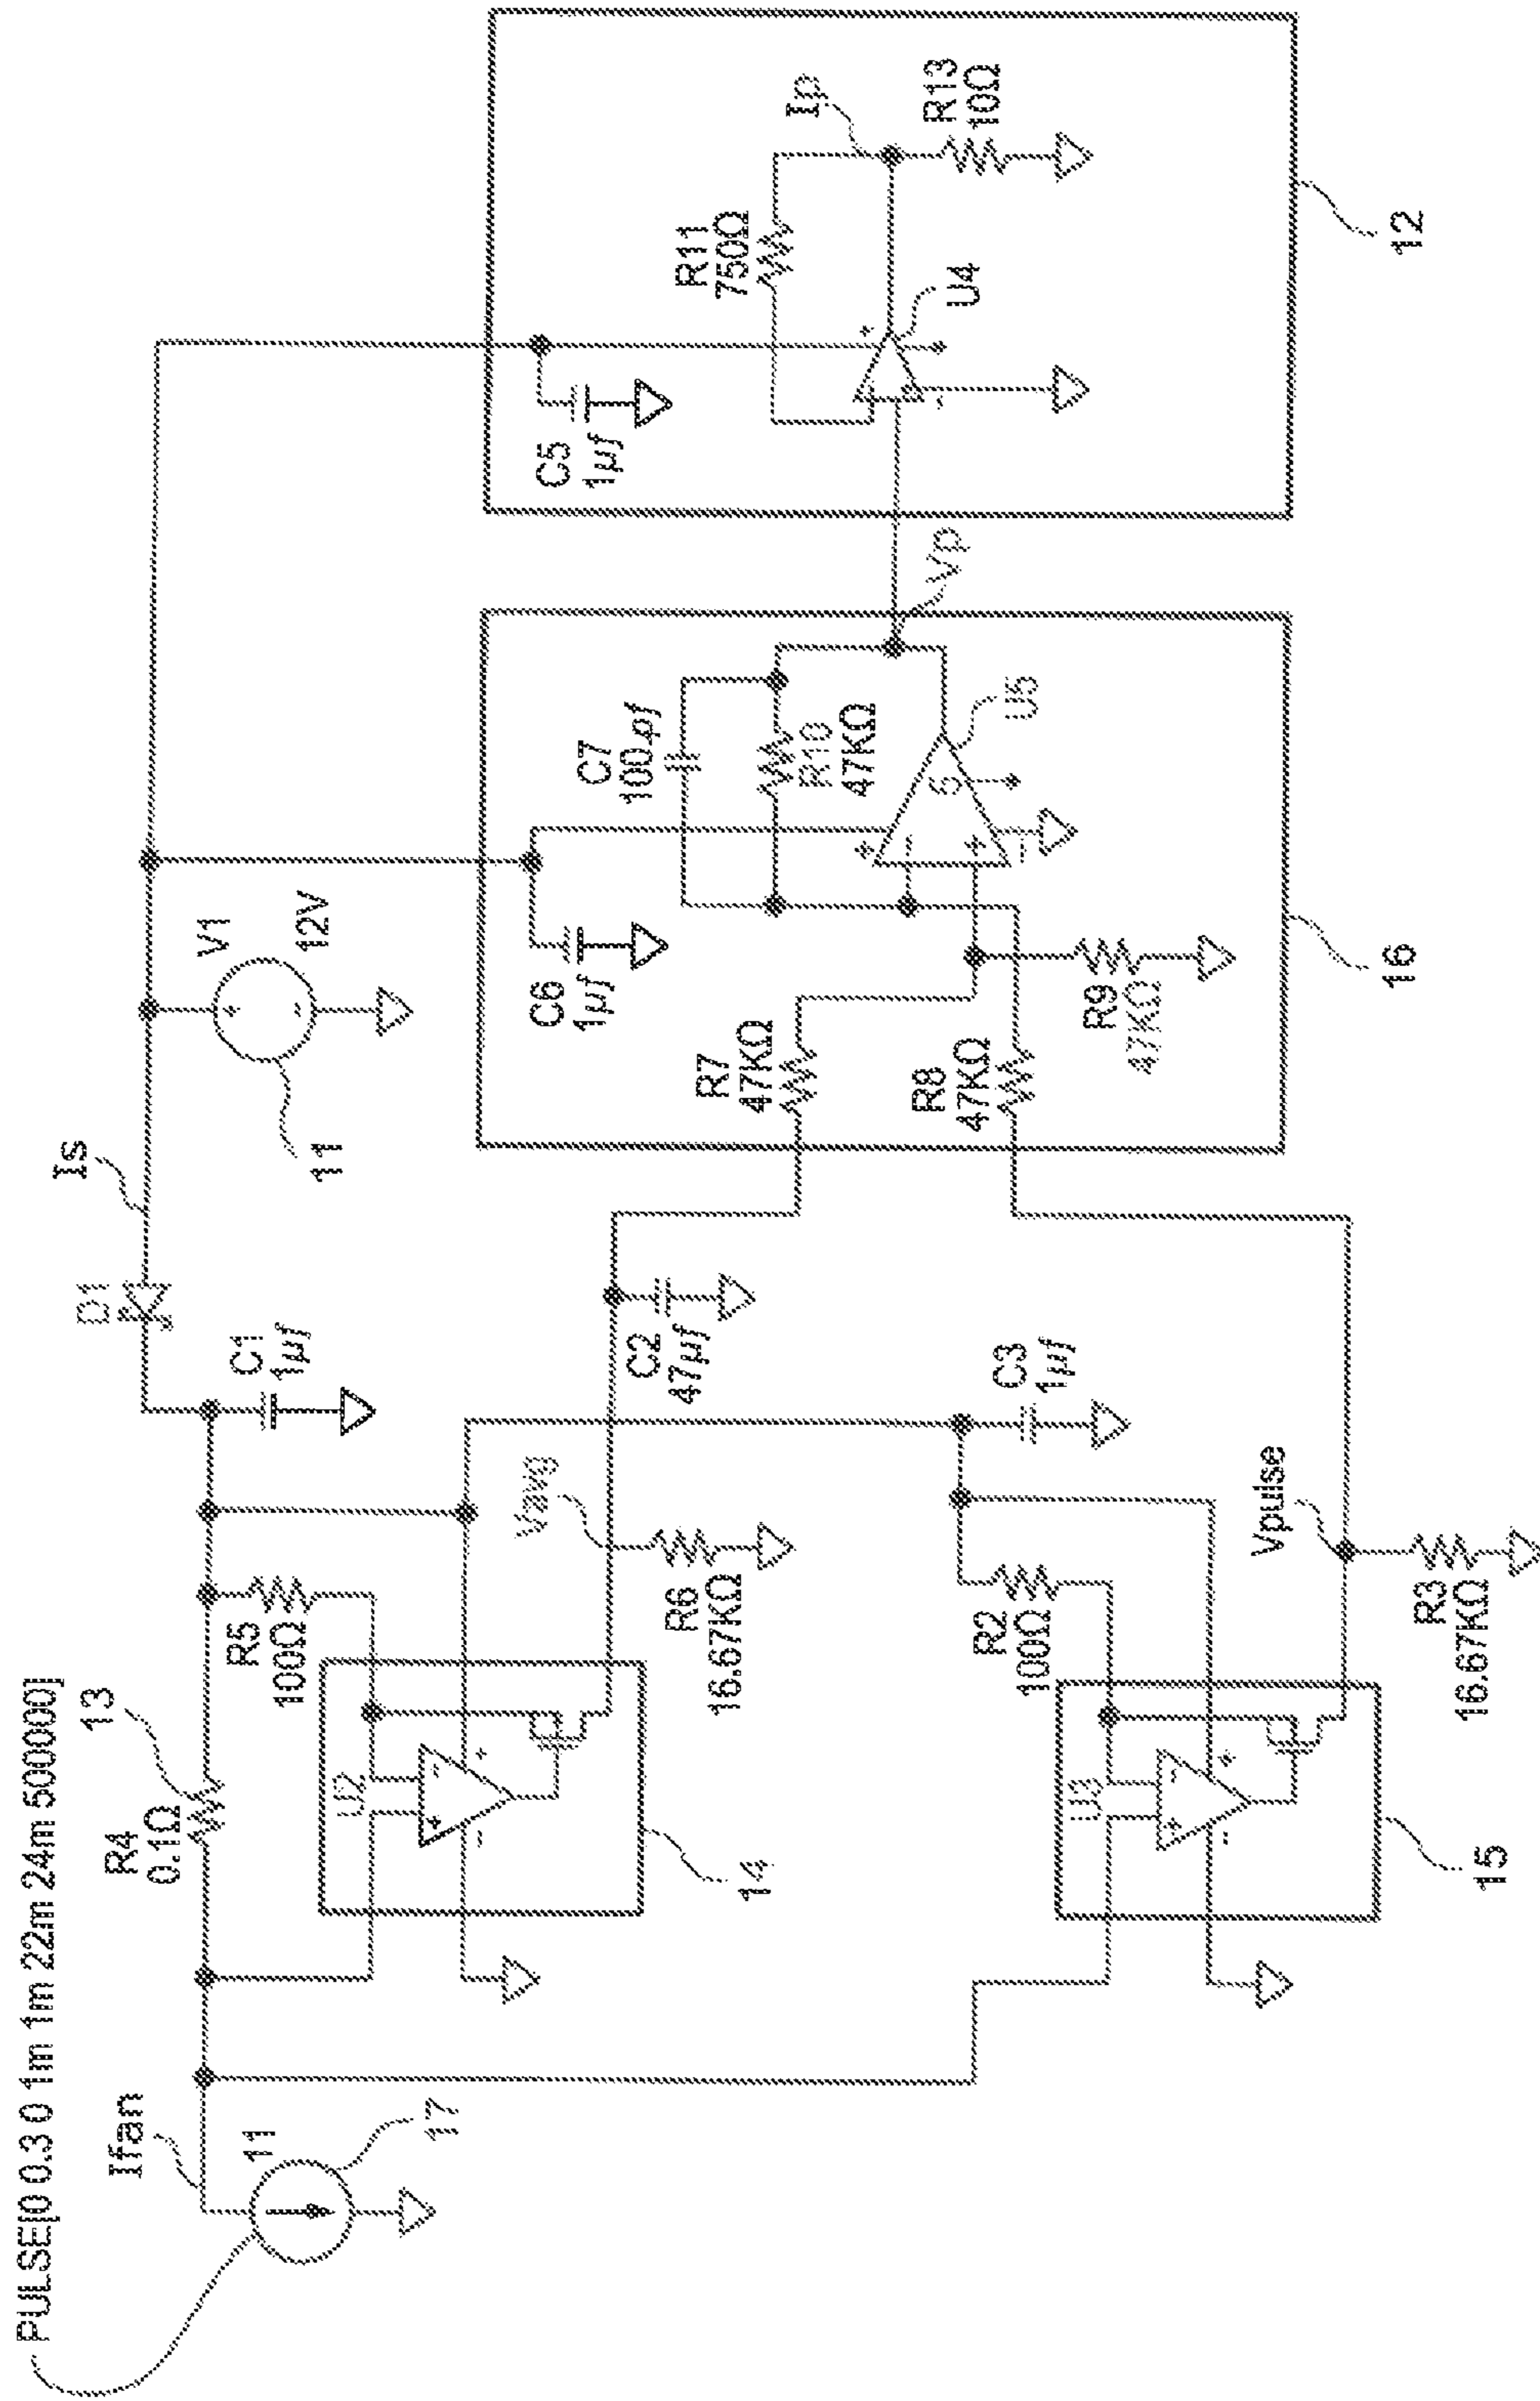 PULSE[0 0.3 0 1m 1m 22m 24m 500000]
Ifan
11
17
R4
0.1Ω
13
R5
100Ω
U2
14
Vavg
R6
16.67KΩ
C1
1µf
D1
Is
V1
12V
11
C2
47µf
C3
1µf
R2
100Ω
U3
15
Vpulse
R3
16.67KΩ
C6
1µf
C7
100pf
R10
47KΩ
R7
47KΩ
R8
47KΩ
R9
47KΩ
5
U5
16
Vp
C5
1µf
R11
750Ω
U4
Ip
R13
10Ω
12